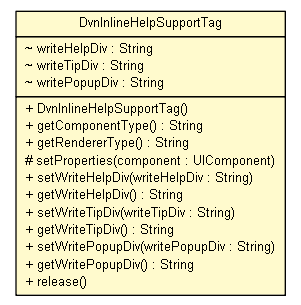 DvnInlineHelpSupportTag
~ writeHelpDiv : String
~ writeTipDiv : String
~ writePopupDiv : String
+ DvnInlineHelpSupportTag()
+ getComponentType() : String
+ getRendererType() : String
# setProperties(component : UIComponent)
+ setWriteHelpDiv(writeHelpDiv : String)
+ getWriteHelpDiv() : String
+ setWriteTipDiv(writeTipDiv : String)
+ getWriteTipDiv() : String
+ setWritePopupDiv(writePopupDiv : String)
+ getWritePopupDiv() : String
+ release()